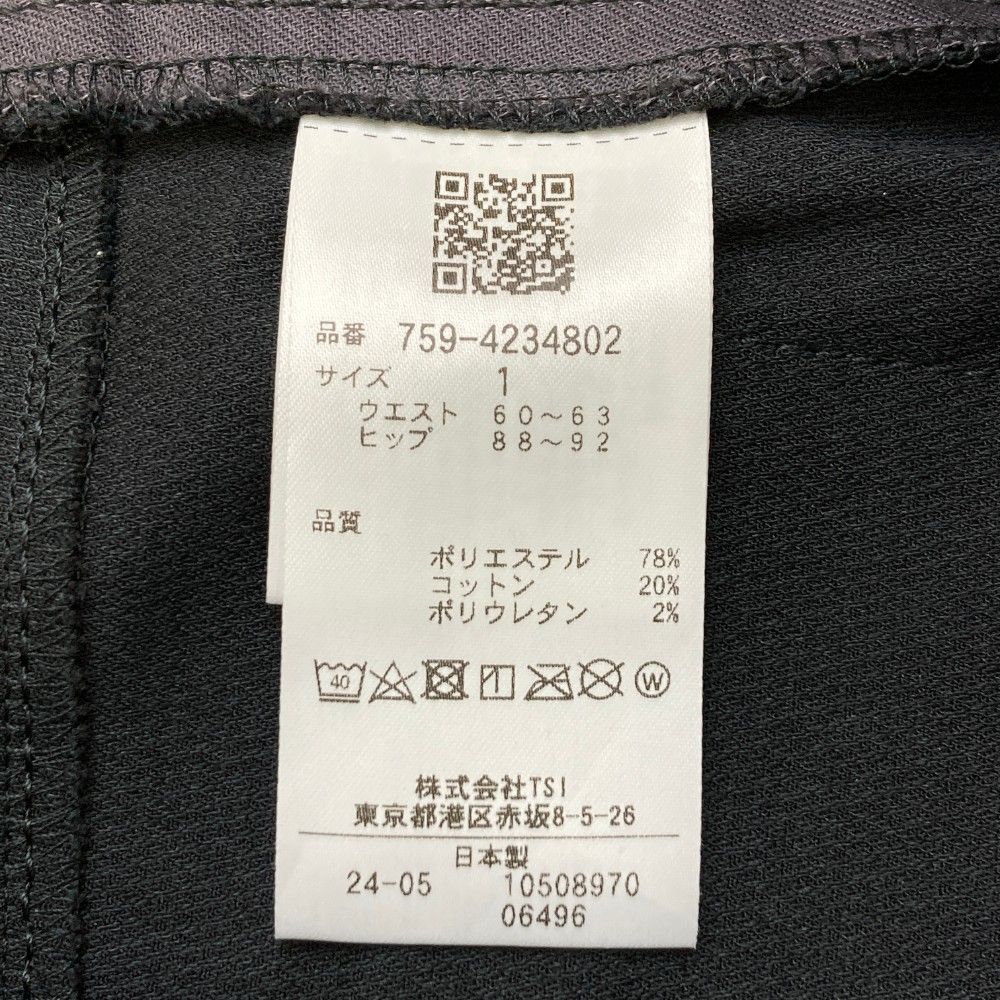 品番 759-4234802
サイズ 1
ウエスト 60～63
ヒップ 88～92
品質
ポリエステル 78%
コットン 20%
ポリウレタン 2%
40 W
株式会社TSI
東京都港区赤坂8-5-26
日本製
24-05 10508970
06496